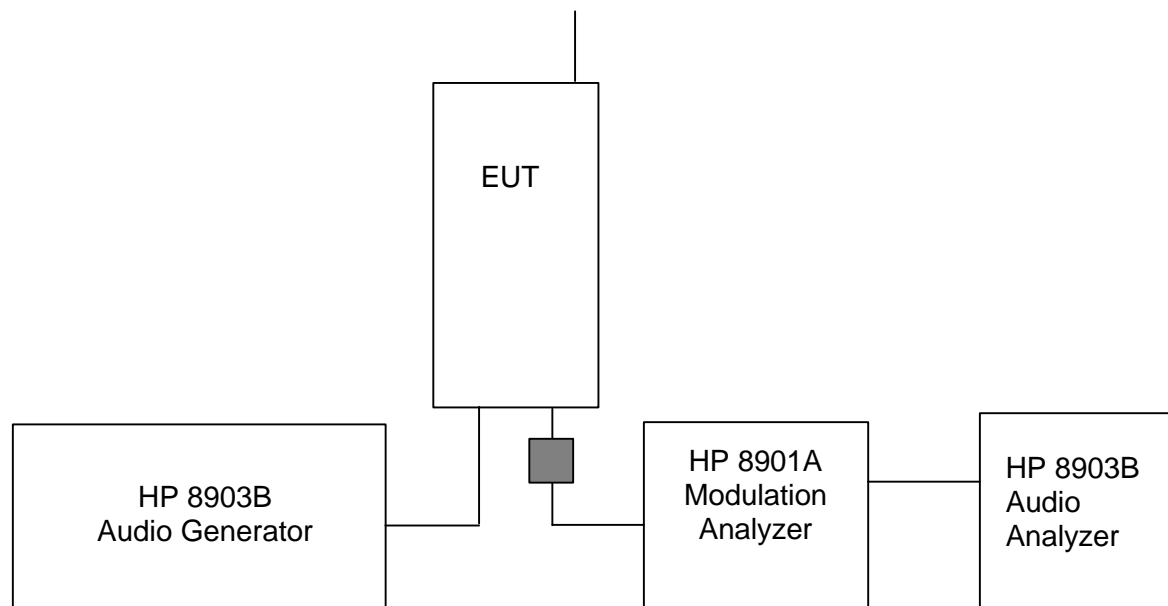 EUT
HP 8903B
Audio Generator
HP 8901A
Modulation
Analyzer
HP 8903B
Audio
Analyzer